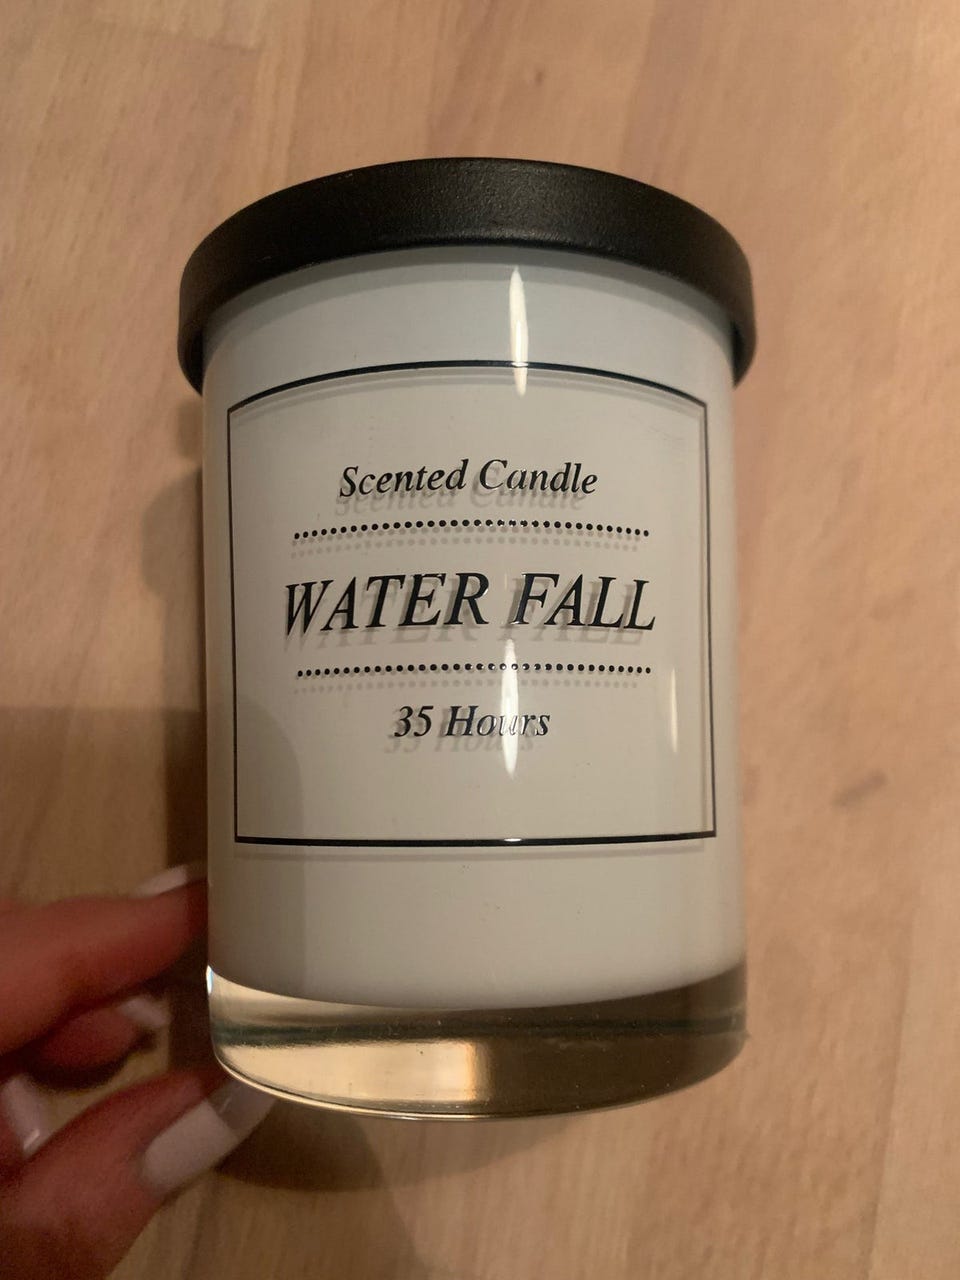 Scented Candle
WATER FALL
35 Hours